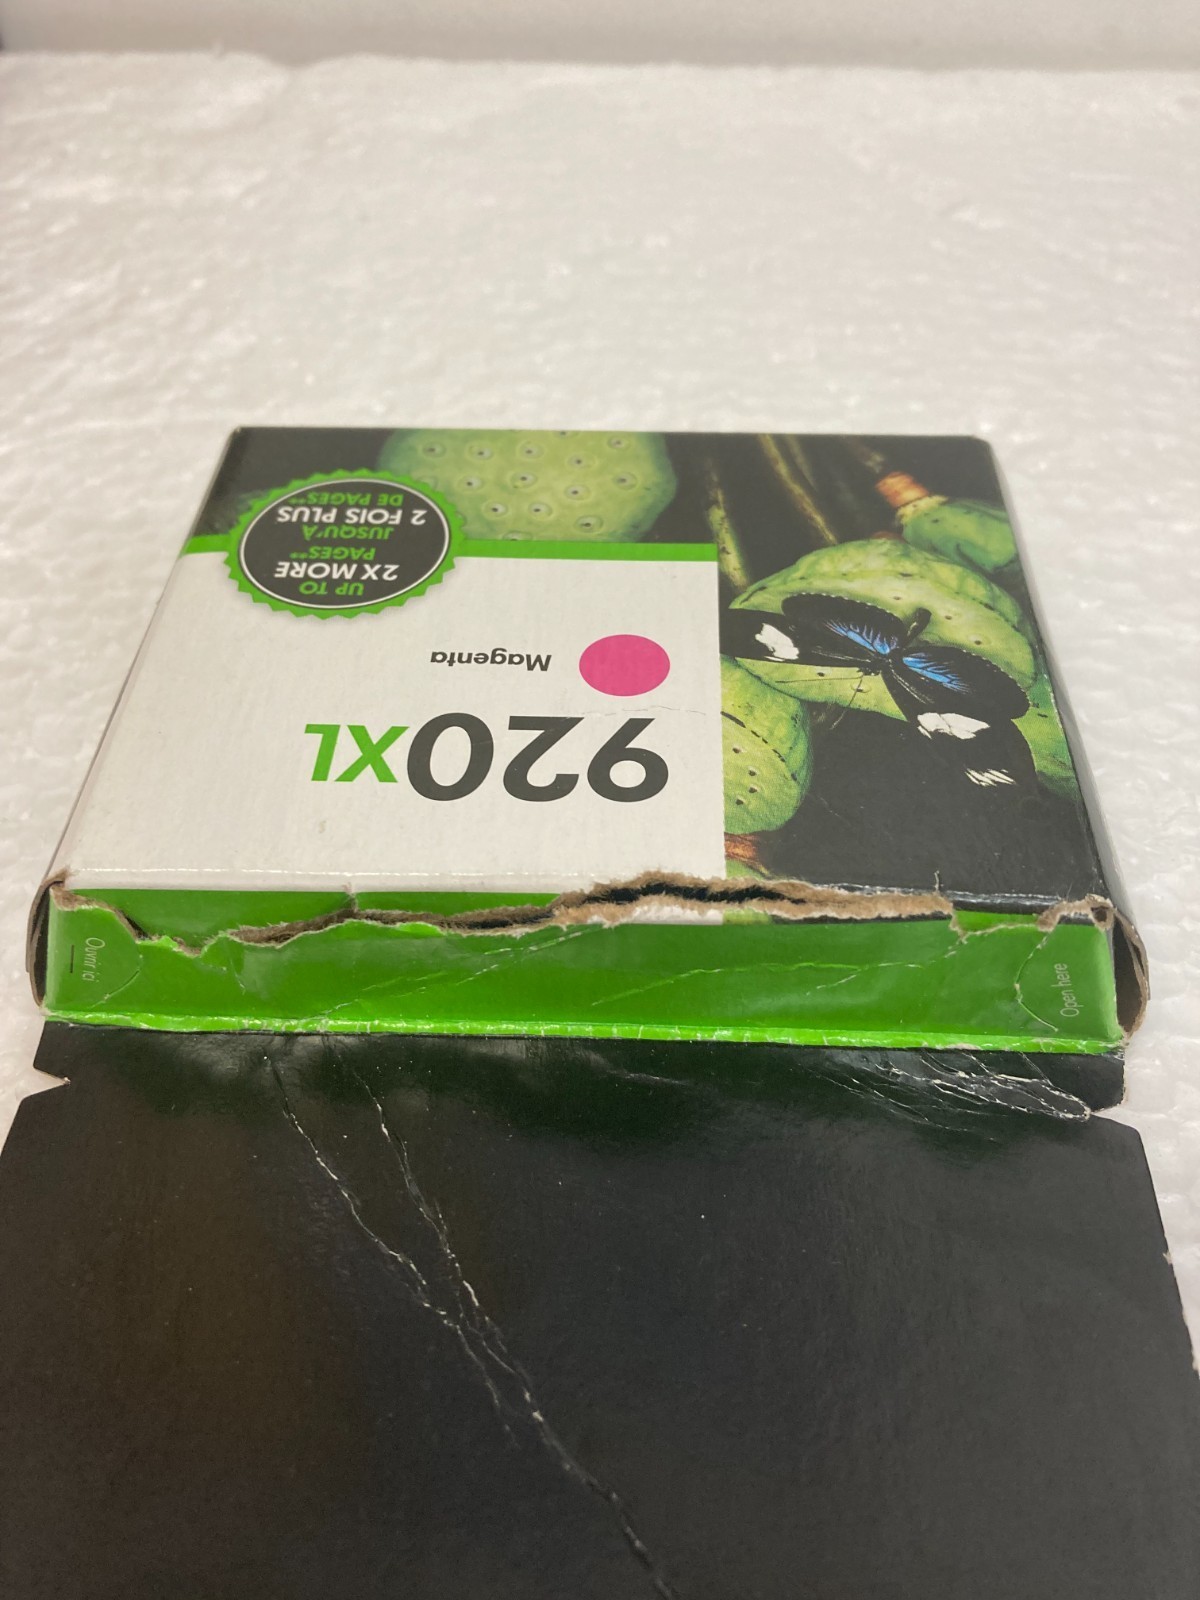 920XL
Magenta
UP TO
2X MORE
PAGES**
JUSQU'À
2 FOIS PLUS
DE PAGES**
Ouvrir ici
Open here